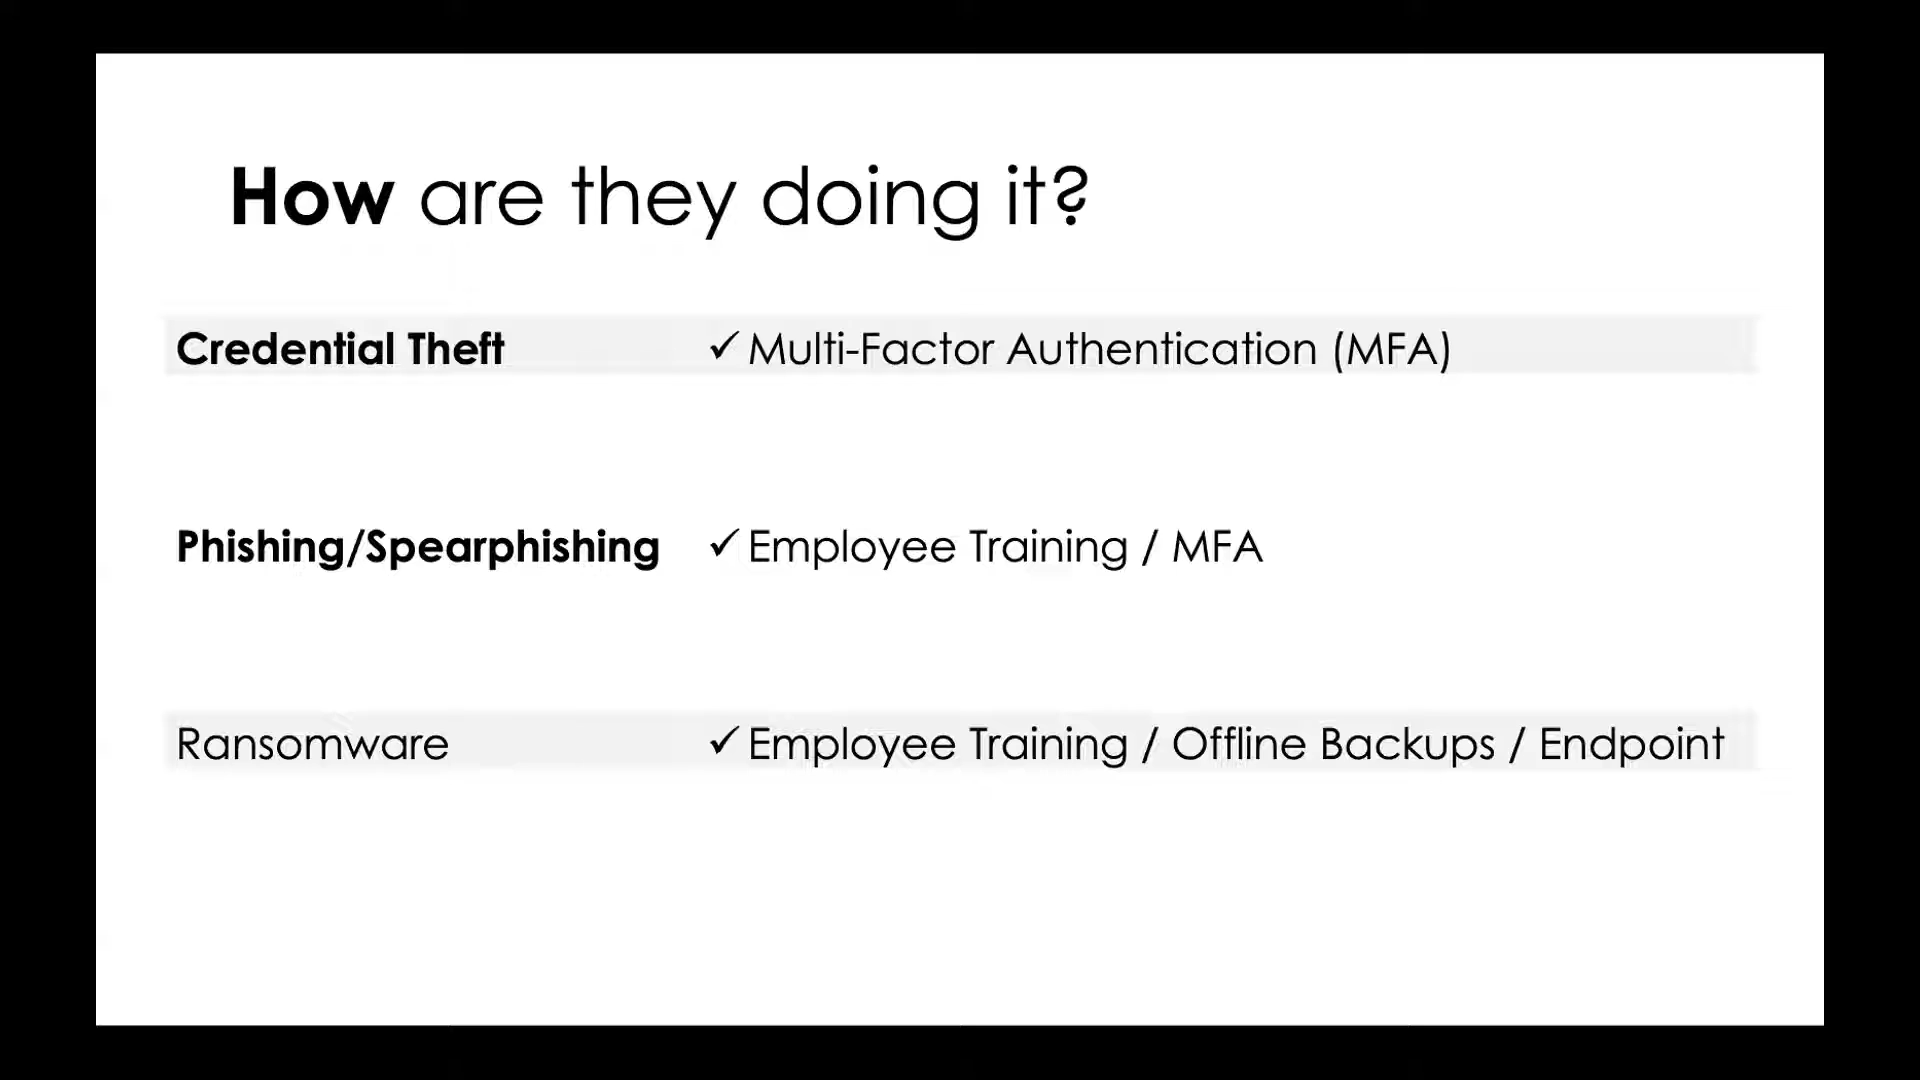 How are they doing it?
Credential Theft ✓ Multi-Factor Authentication (MFA)
Phishing/Spearphishing ✓ Employee Training / MFA
Ransomware ✓ Employee Training / Offline Backups / Endpoint